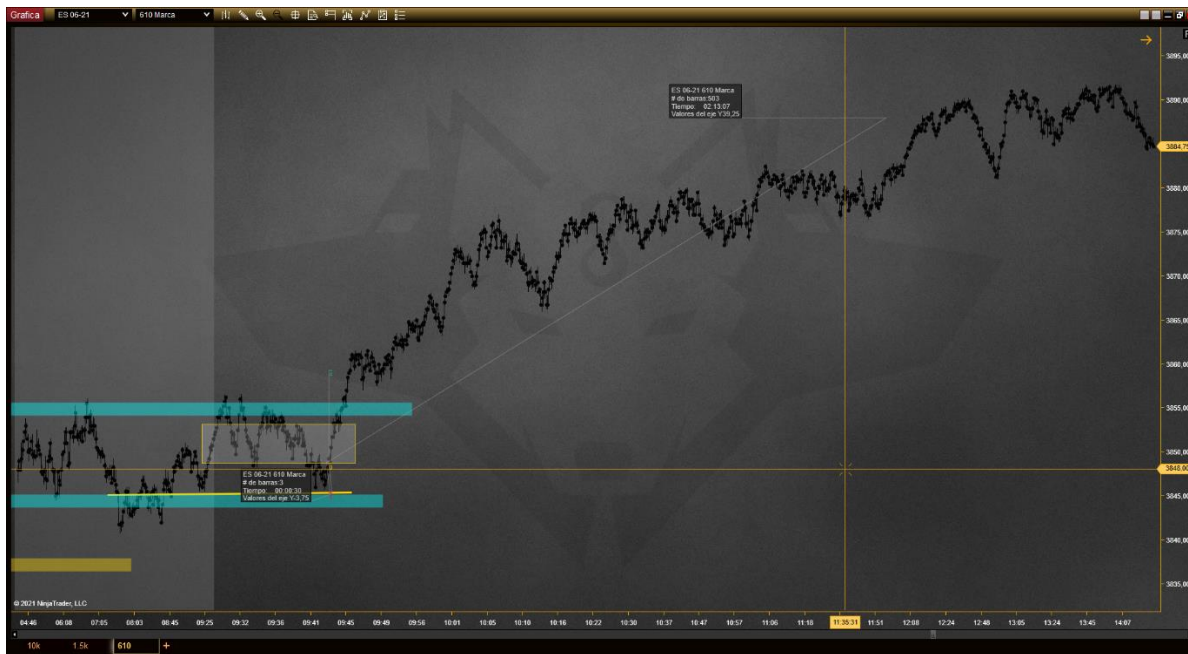 Grafica ES 06-21 610 Marca
3895,00
ES 06-21 610 Marca
# de barras:503
Tiempo: 02:13:07
Valores del eje Y39,25
3890,00
3884,75
3880,00
3875,00
3870,00
3865,00
3860,00
3855,00
3850,00
3848,00
ES 06-21 610 Marca
# de barras:3
Tiempo: 00:08:30
Valores del eje Y-3,75
3845,00
3840,00
3835,00
© 2021 NinjaTrader, LLC
04:46 06:08 07:05 08:03 08:45 09:25 09:32 09:36 09:41 09:45 09:49 09:56 10:01 10:05 10:10 10:15 10:22 10:30 10:37 10:47 10:57 11:06 11:18 11:35:31 11:51 12:08 12:24 12:48 13:05 13:24 13:46 14:07
10k 1.5k 610 +